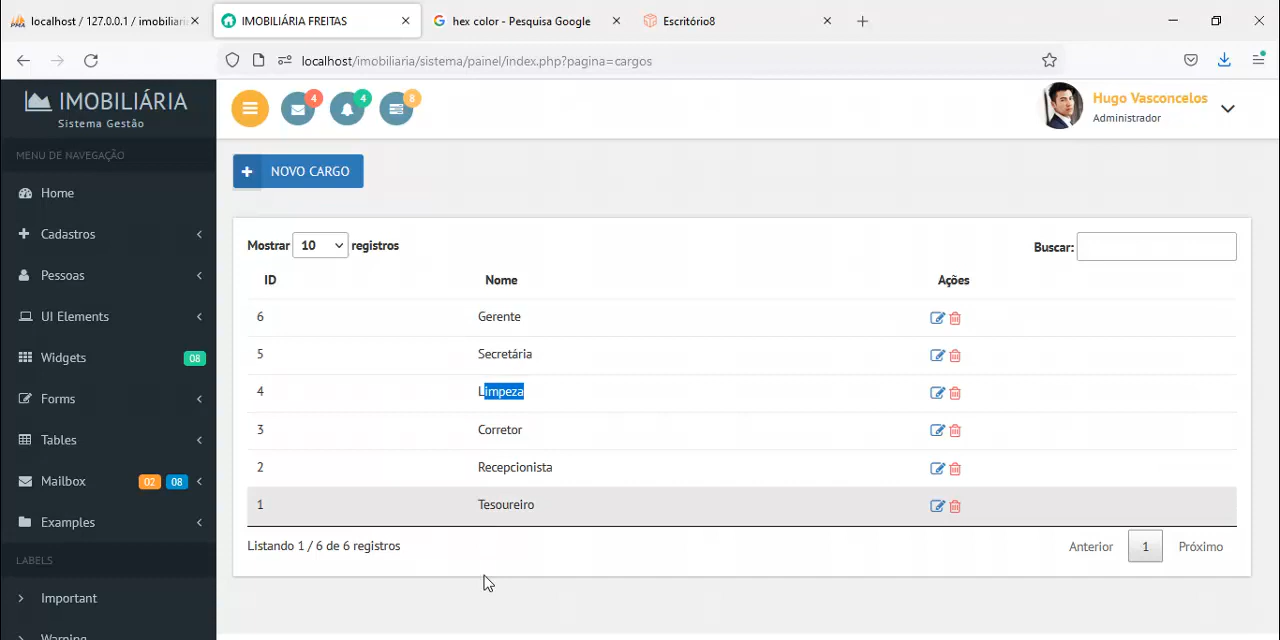 localhost / 127.0.0.1 / imobiliari
IMOBILIÁRIA FREITAS
hex color - Pesquisa Google
Escritório8
localhost/imobiliaria/sistema/painel/index.php?pagina=cargos
IMOBILIÁRIA
Sistema Gestão
4
4
8
Hugo Vasconcelos
Administrador
MENU DE NAVEGAÇÃO
Home
Cadastros
Pessoas
UI Elements
Widgets 08
Forms
Tables
Mailbox 02 08
Examples
LABELS
Important
Warning
NOVO CARGO
Mostrar 10 registros
Buscar:
ID Nome Ações
6 Gerente
5 Secretária
4 Limpeza
3 Corretor
2 Recepcionista
1 Tesoureiro
Listando 1 / 6 de 6 registros
Anterior 1 Próximo